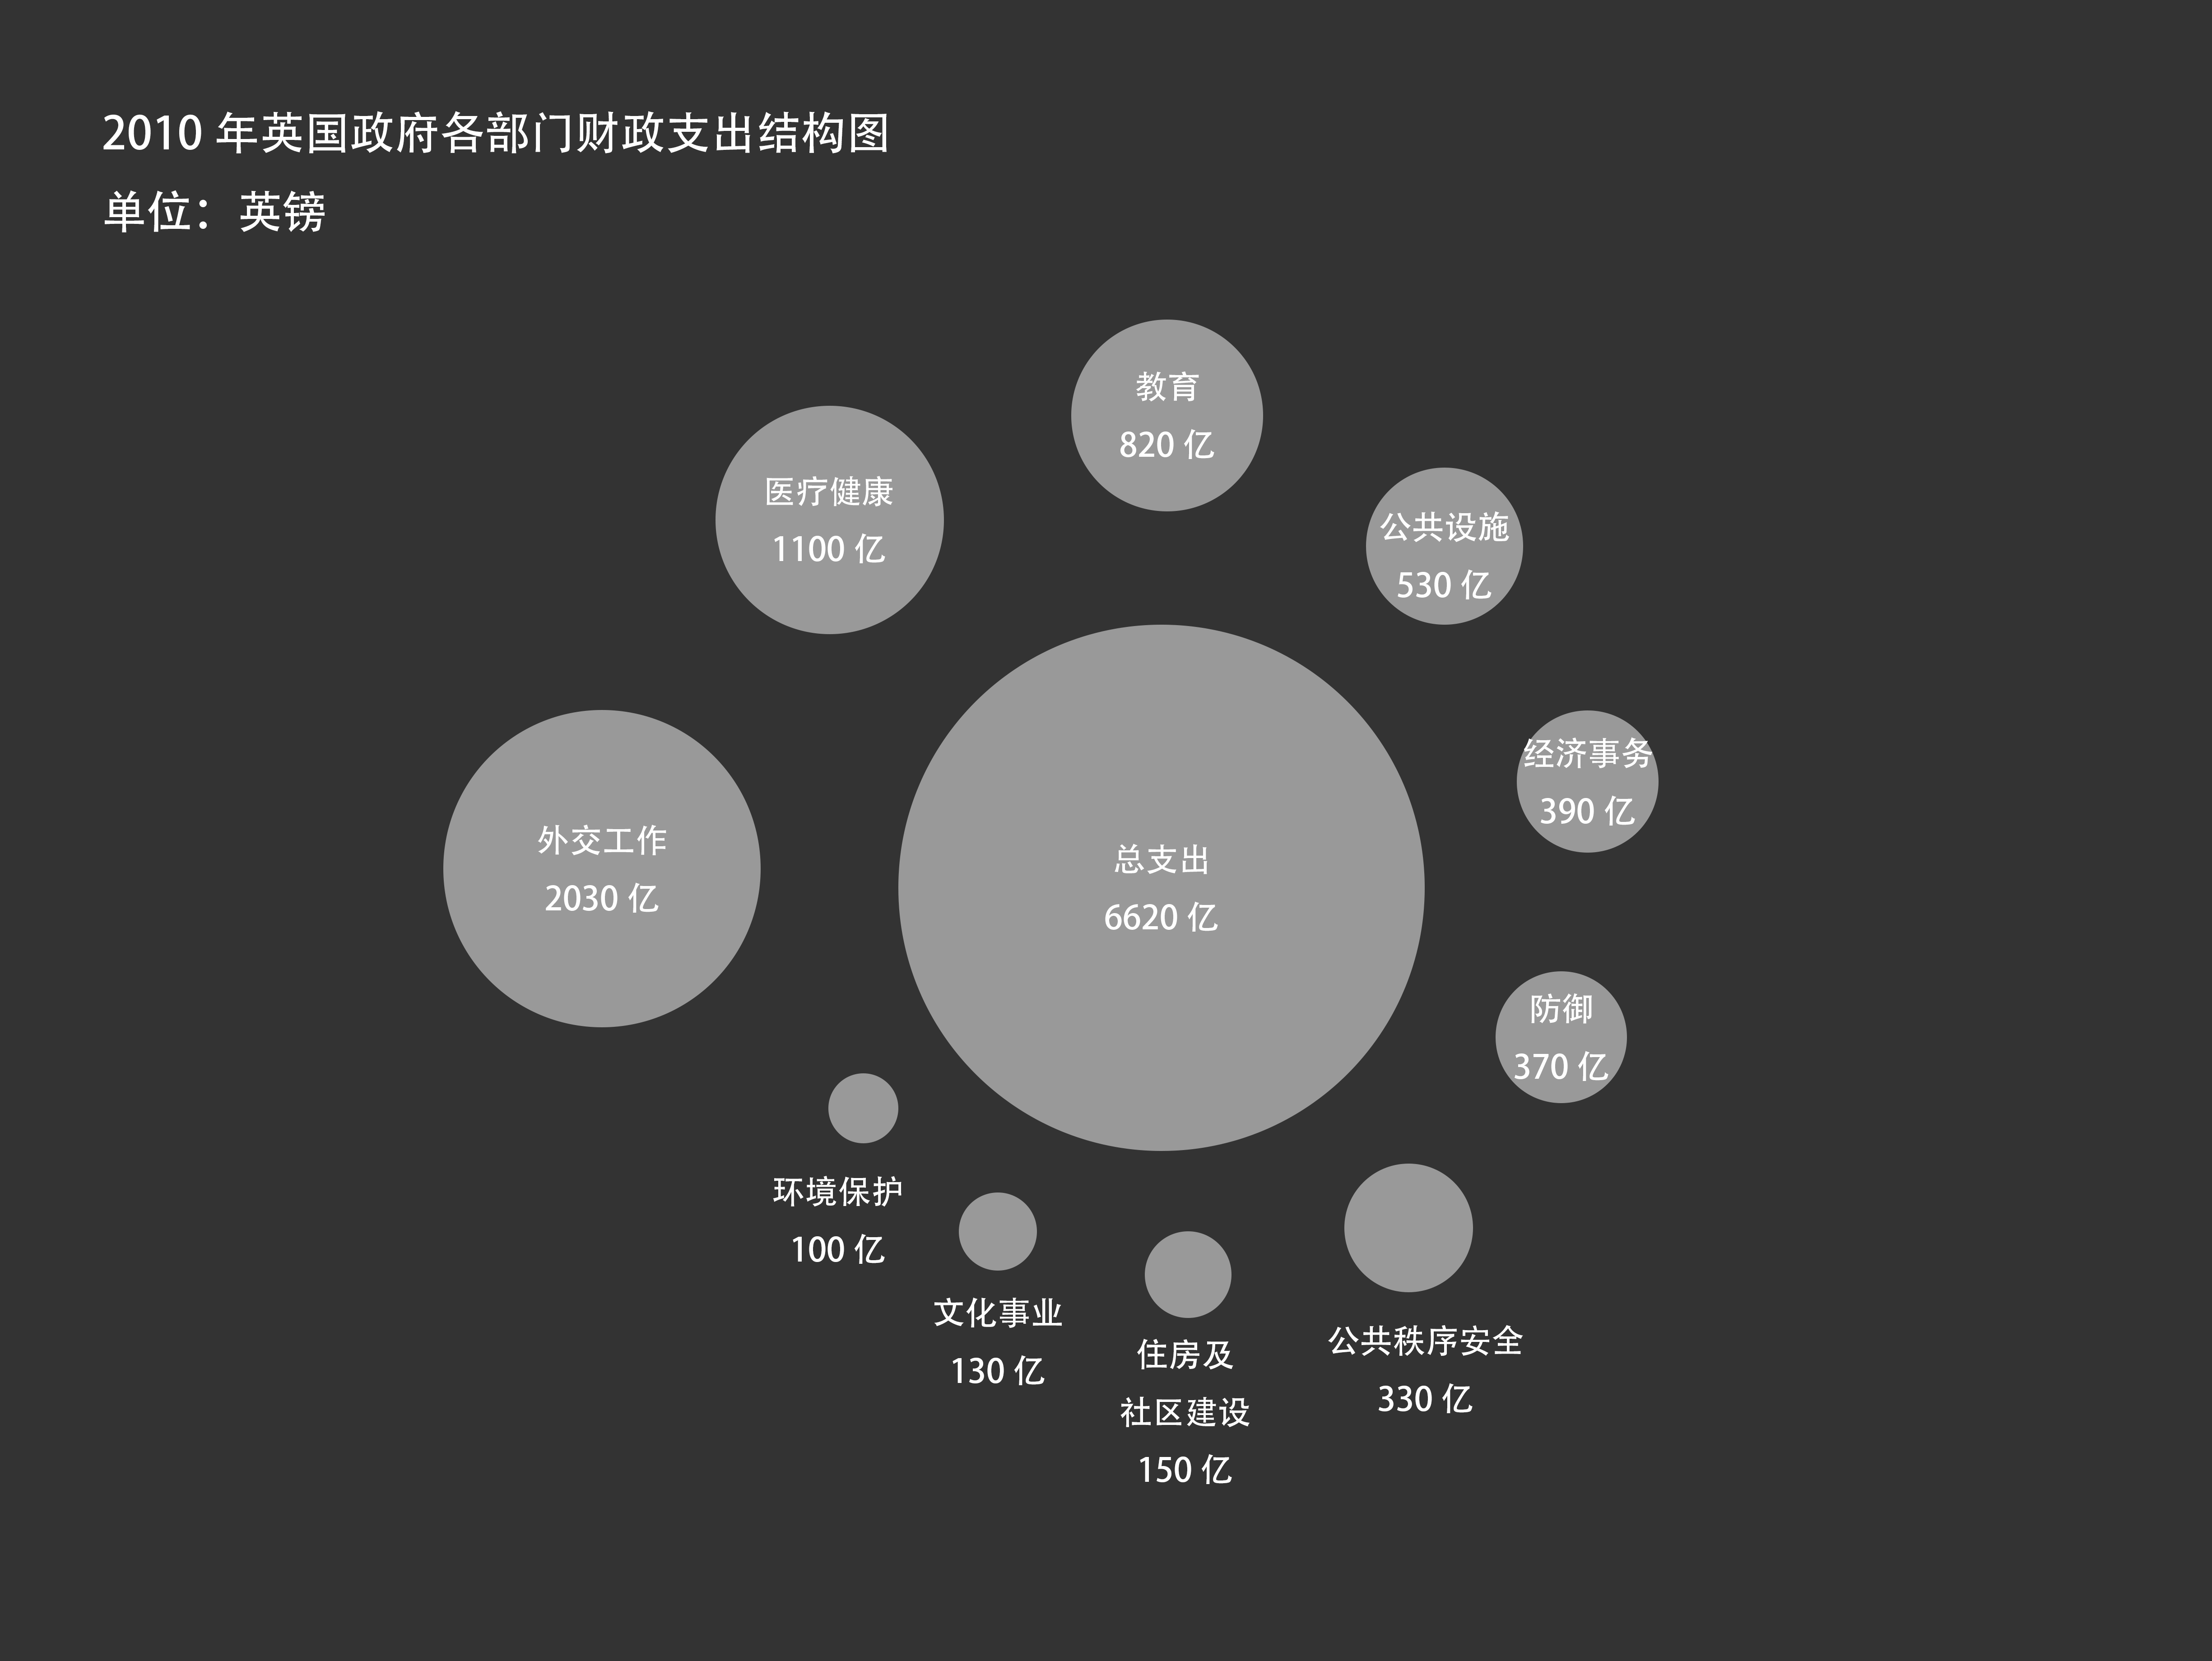 2010 年英国政府各部门财政支出结构图
单位：英镑
教育
820 亿
医疗健康
1100 亿
公共设施
530 亿
经济事务
390 亿
外交工作
2030 亿
总支出
6620 亿
防御
370 亿
环境保护
100 亿
文化事业
130 亿
住房及
社区建设
150 亿
公共秩序安全
330 亿